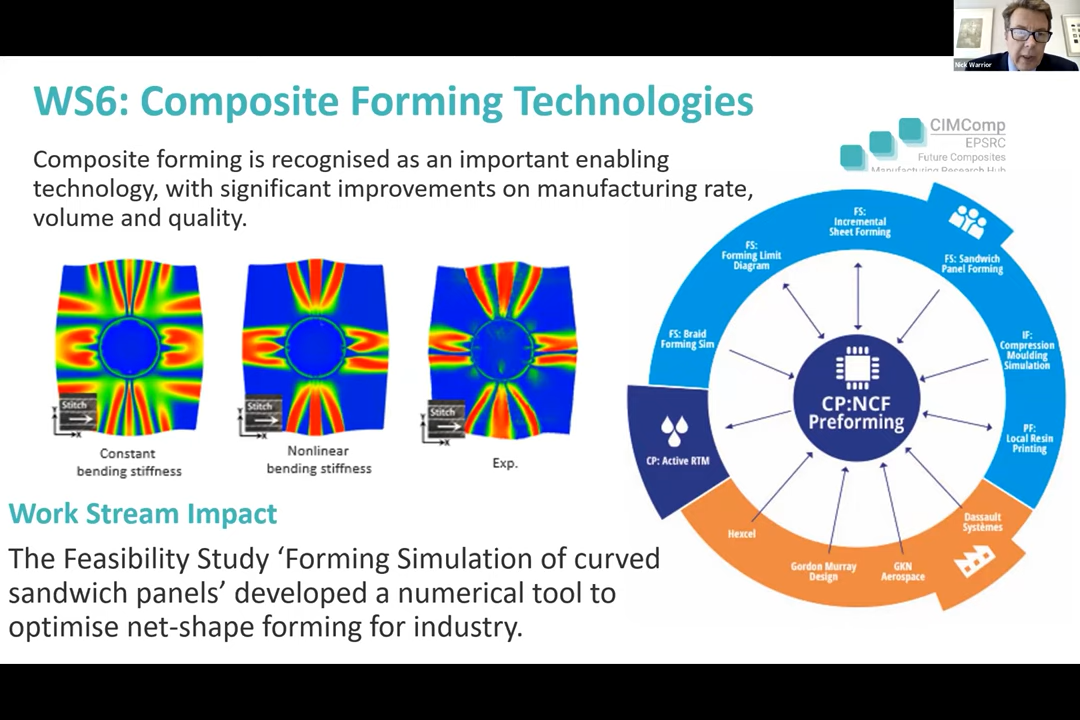 Nick Warrior
WS6: Composite Forming Technologies
CIMComp
EPSRC
Future Composites
Manufacturing Research Hub
Composite forming is recognised as an important enabling
technology, with significant improvements on manufacturing rate,
volume and quality.
Stitch
Y
X
Constant
bending stiffness
Stitch
Y
X
Nonlinear
bending stiffness
Stitch
Y
X
Exp.
FS:
Incremental
Sheet Forming
FS:
Forming Limit
Diagram
FS: Sandwich
Panel Forming
FS: Braid
Forming Sim
IF:
Compression
Moulding
Simulation
CP:NCF
Preforming
PF:
Local Resin
Printing
CP: Active RTM
Hexcel
Gordon Murray
Design
GKN
Aerospace
Dassault
Systèmes
Work Stream Impact
The Feasibility Study ‘Forming Simulation of curved
sandwich panels’ developed a numerical tool to
optimise net-shape forming for industry.